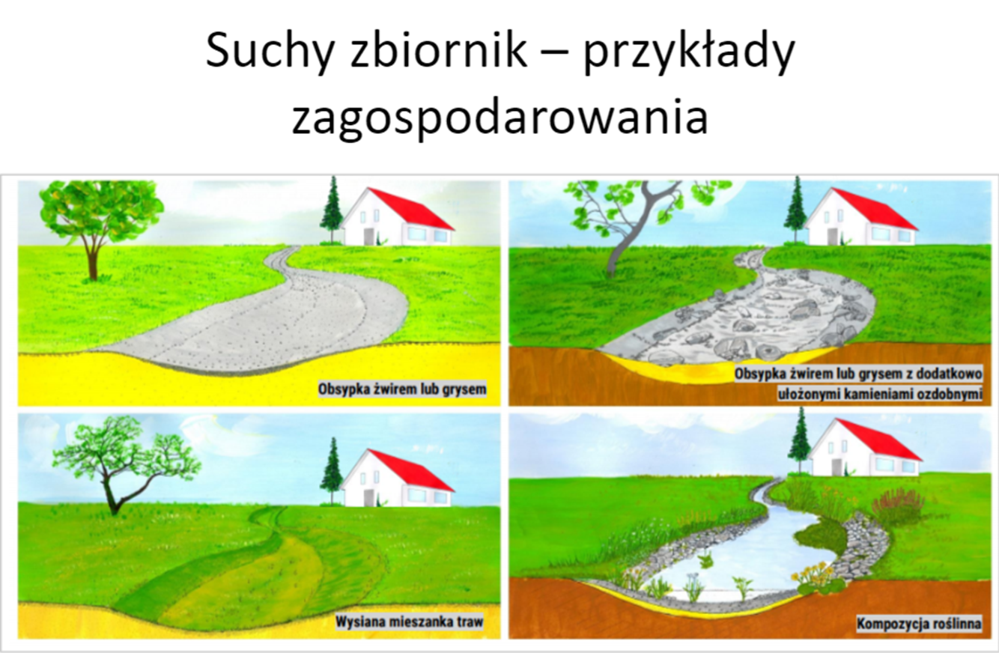 Suchy zbiornik – przykłady
zagospodarowania
Obsypka żwirem lub grysem
Obsypka żwirem lub grysem z dodatkowo
ułożonymi kamieniami ozdobnymi
Wysiana mieszanka traw
Kompozycja roślinna